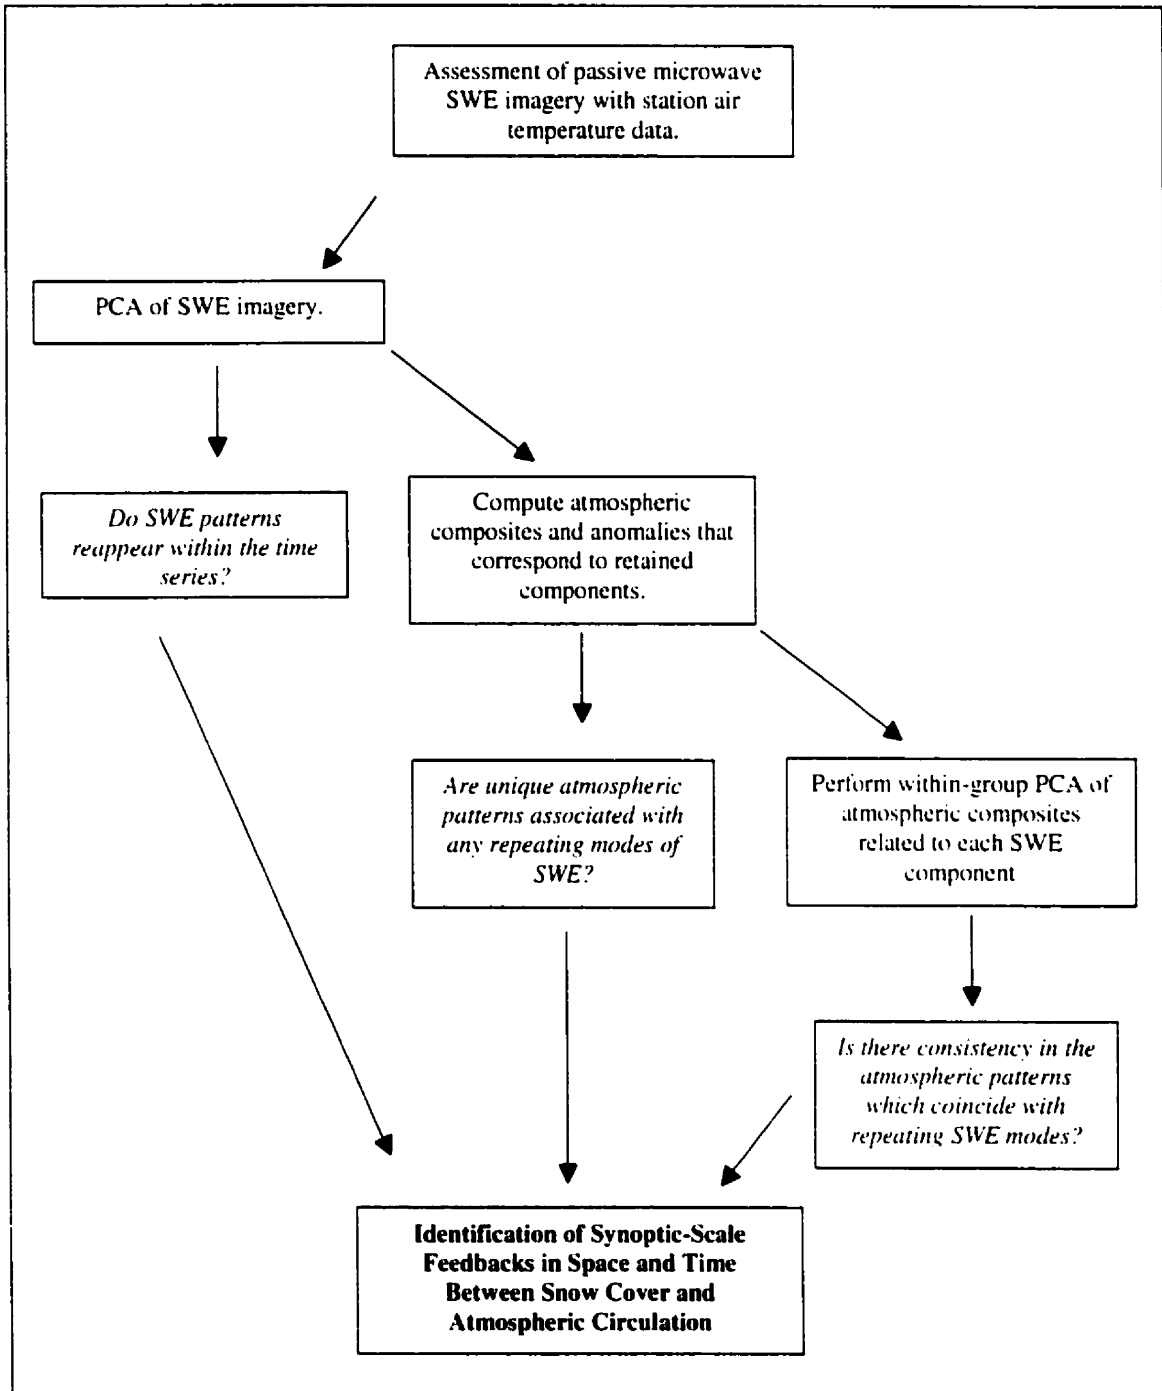 Assessment of passive microwave
SWE imagery with station air
temperature data.
PCA of SWE imagery.
Do SWE patterns
reappear within the time
series?
Compute atmospheric
composites and anomalies that
correspond to retained
components.
Are unique atmospheric
patterns associated with
any repeating modes of
SWE?
Perform within-group PCA of
atmospheric composites
related to each SWE
component
Is there consistency in the
atmospheric patterns
which coincide with
repeating SWE modes?
Identification of Synoptic-Scale
Feedbacks in Space and Time
Between Snow Cover and
Atmospheric Circulation